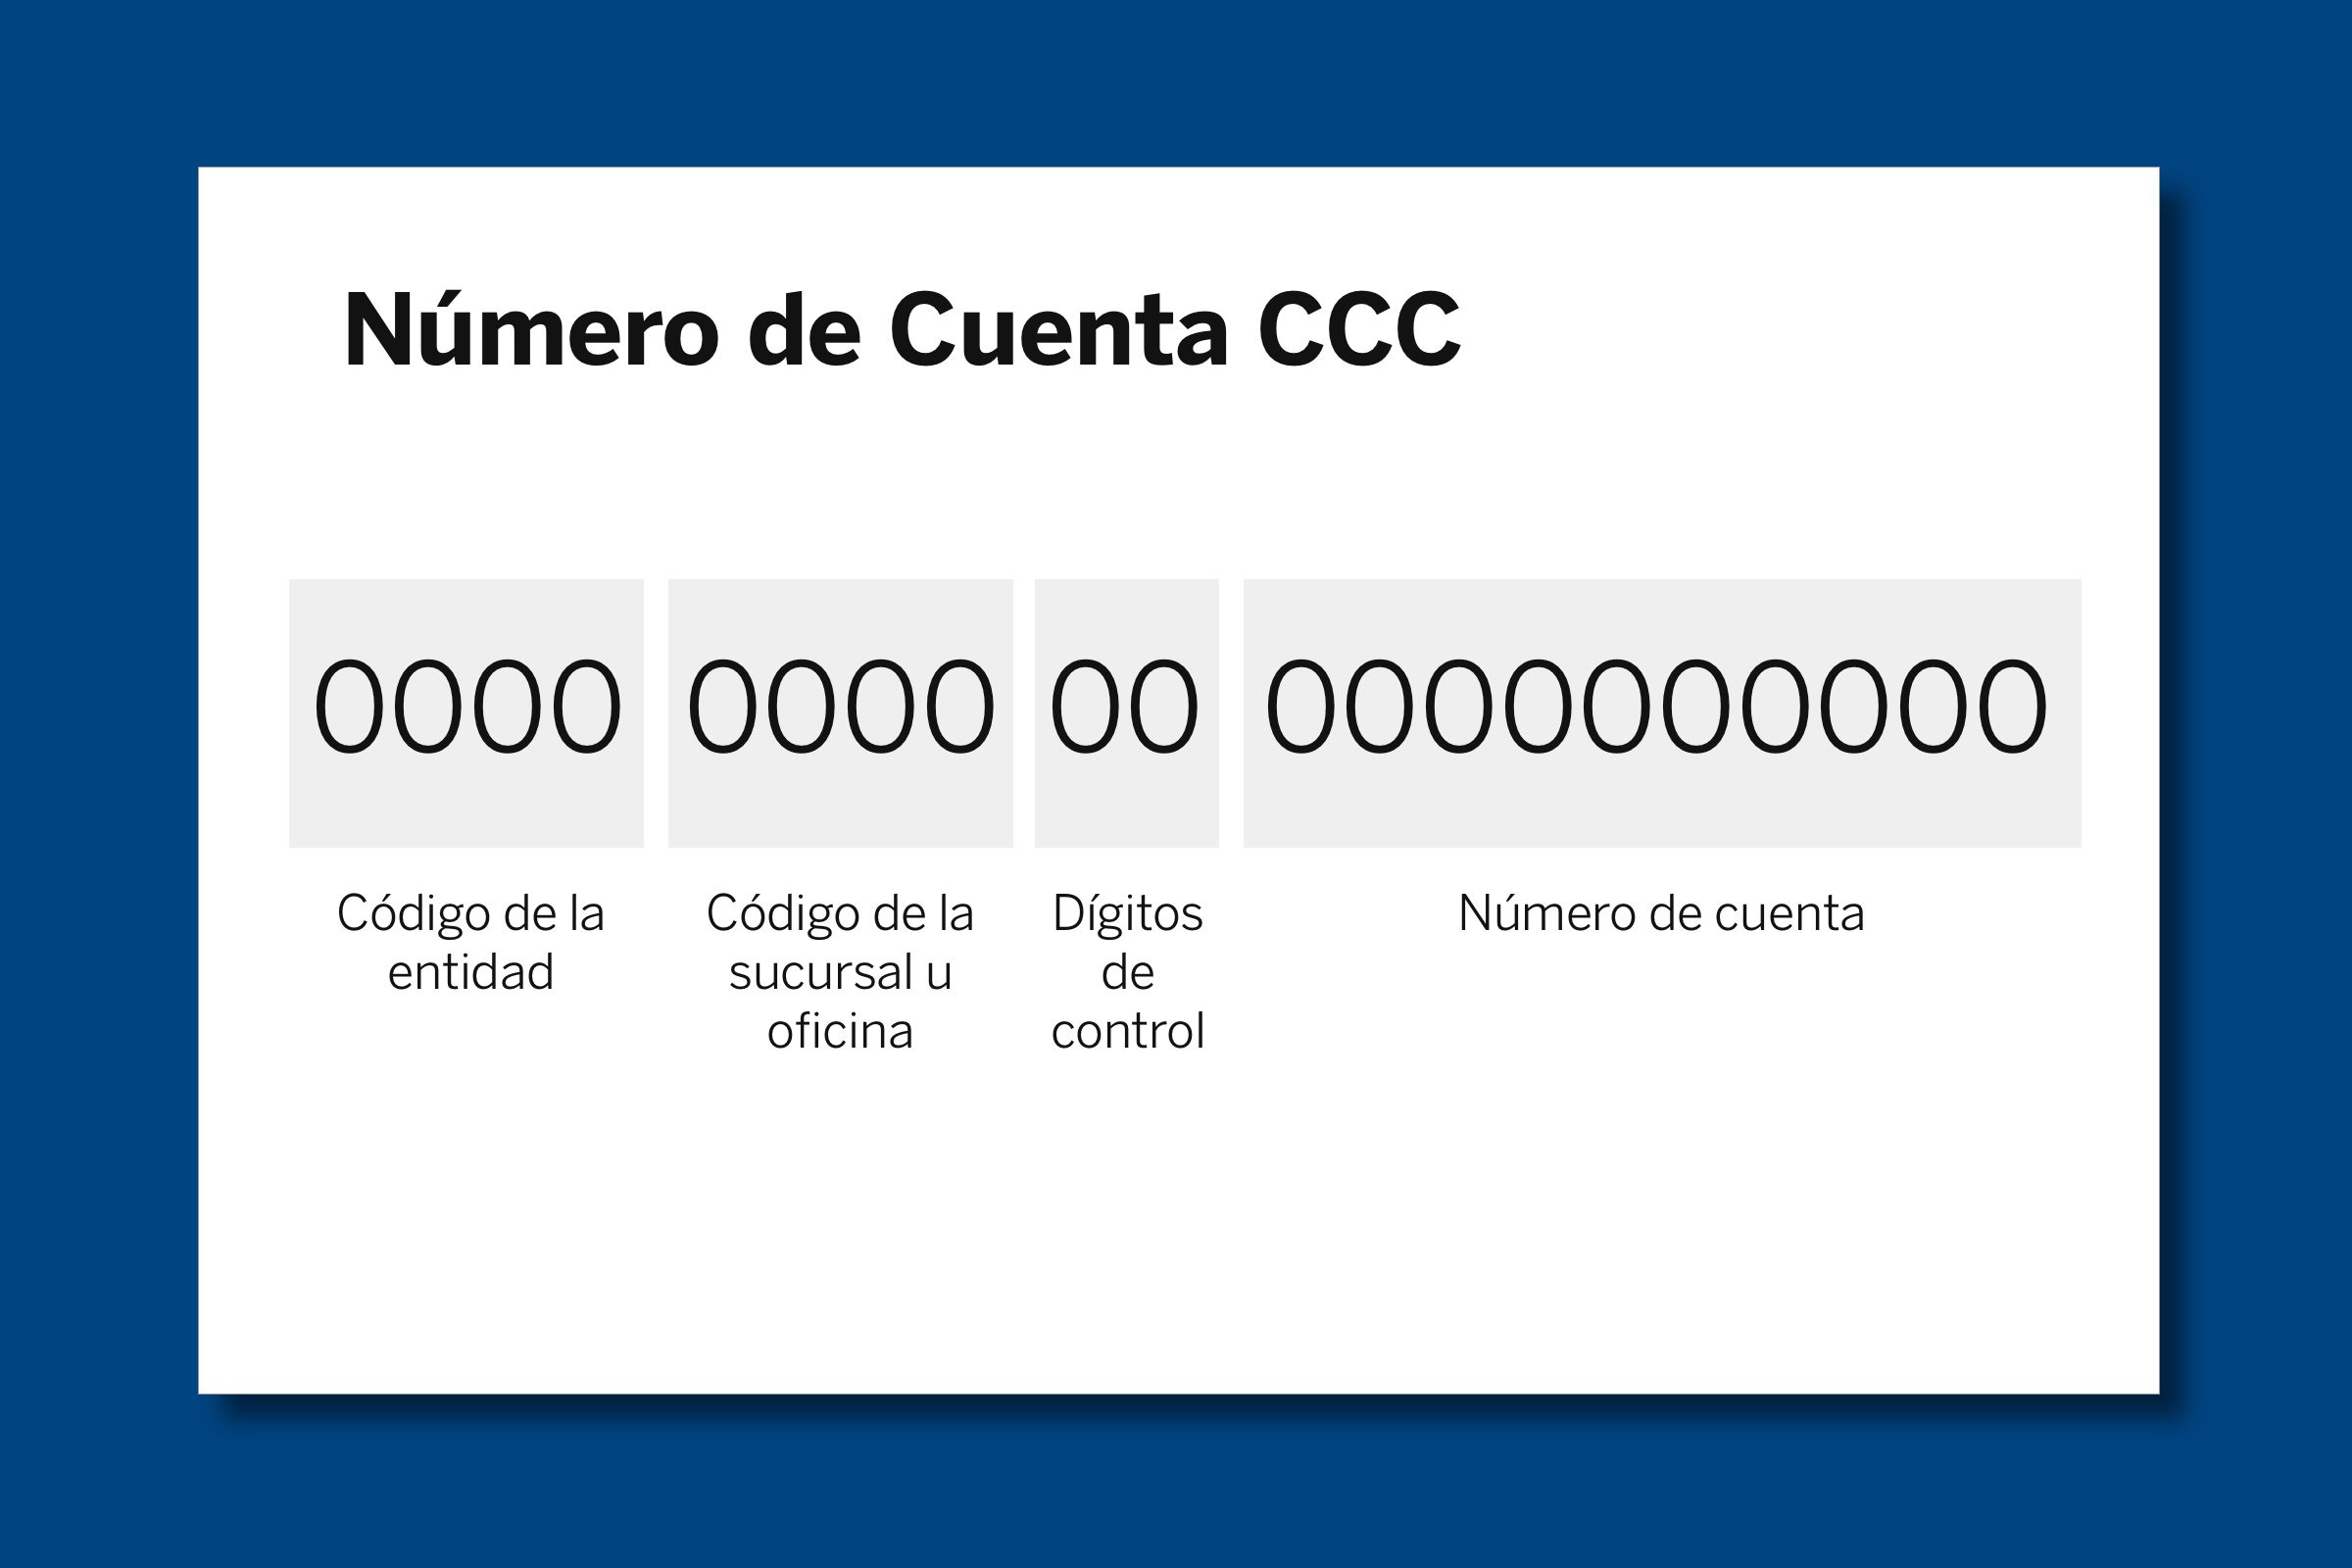 Número de Cuenta CCC
0000 0000 00 0000000000
Código de la entidad
Código de la sucursal u oficina
Dígitos de control
Número de cuenta